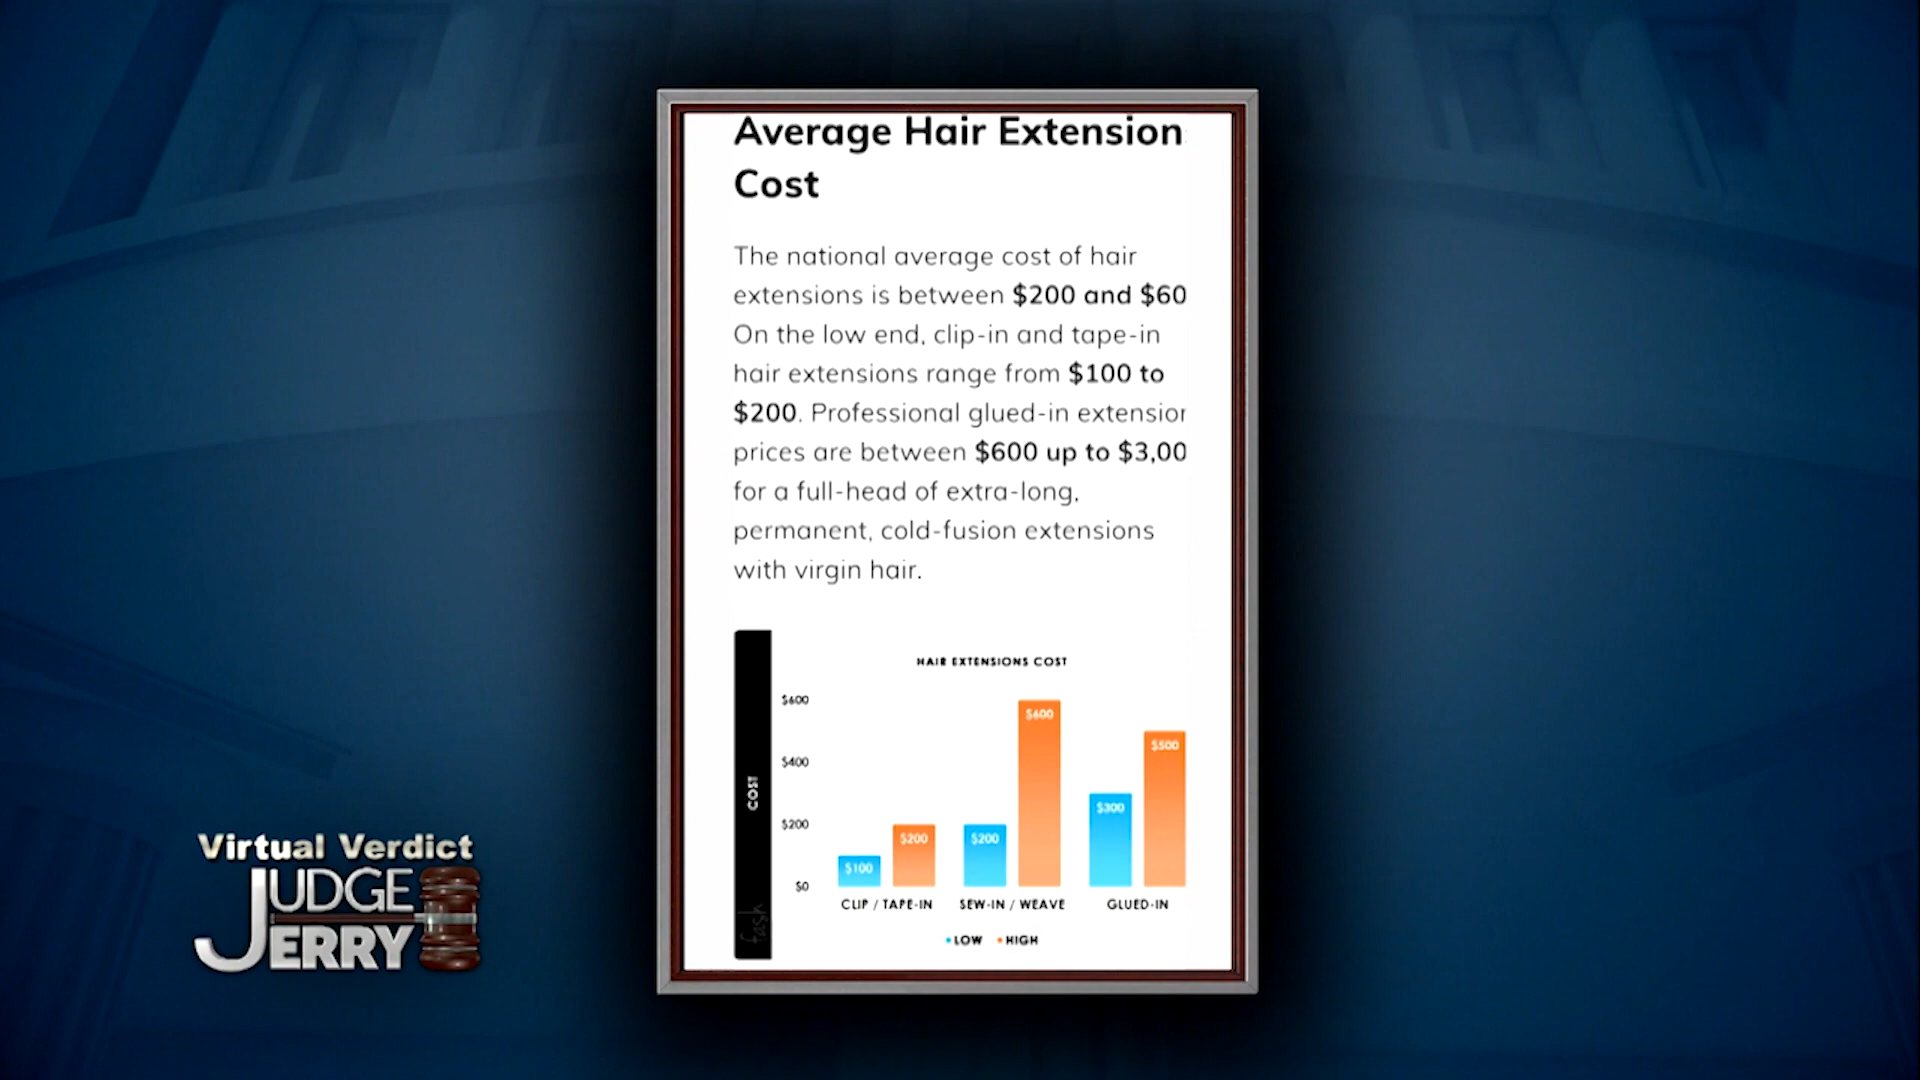 Average Hair Extension
Cost
The national average cost of hair
extensions is between $200 and $60
On the low end, clip-in and tape-in
hair extensions range from $100 to
$200. Professional glued-in extension
prices are between $600 up to $3,00
for a full-head of extra-long,
permanent, cold-fusion extensions
with virgin hair.
HAIR EXTENSIONS COST
COST
fash
$600
$400
$200
$0
$100
$200
$200
$600
$300
$500
CLIP / TAPE-IN
SEW-IN / WEAVE
GLUED-IN
LOW HIGH
Virtual Verdict
JUDGE
JERRY